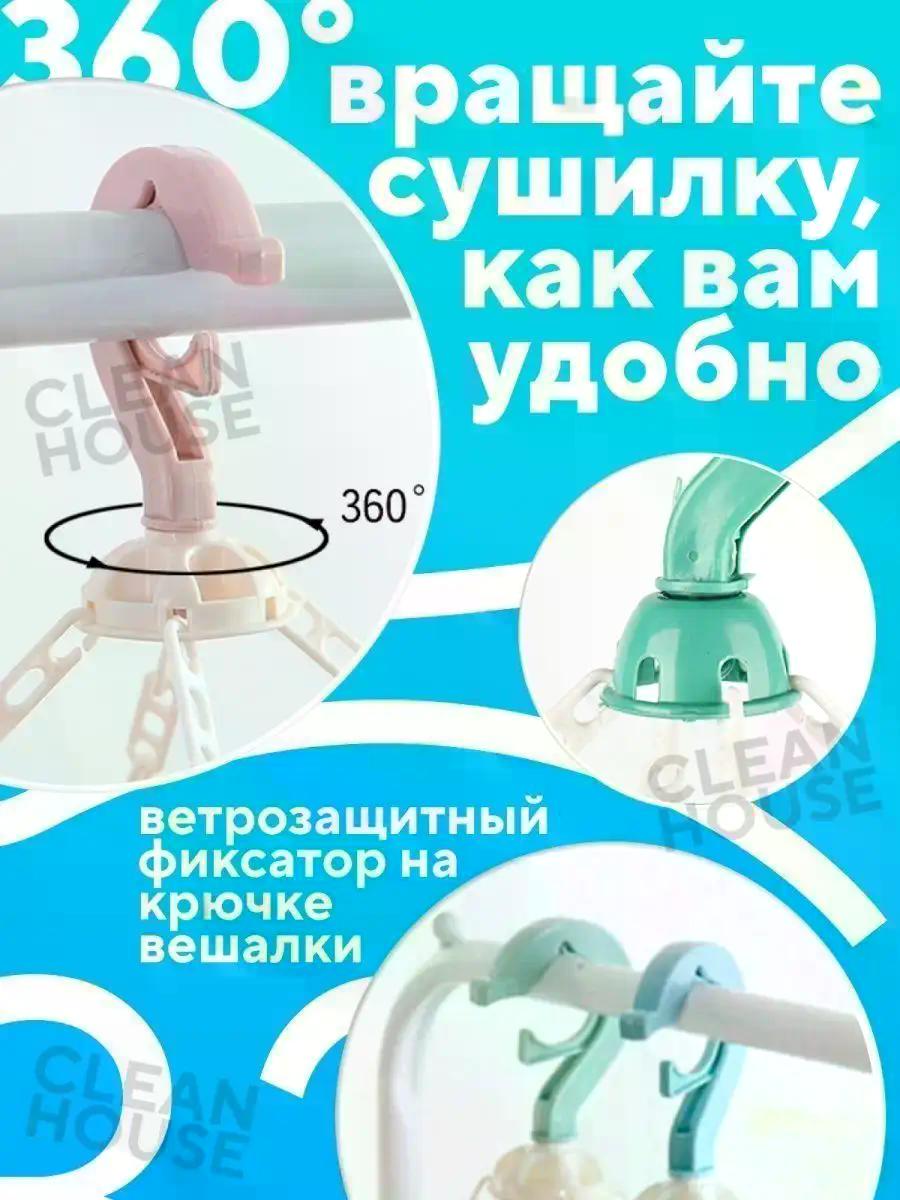 360°
вращайте
сушилку,
как вам
удобно
CLEAN
HOUSE
360°
CLEAN
HOUSE
ветрозащитный
фиксатор на
крючке
вешалки
CLEAN
HOUSE